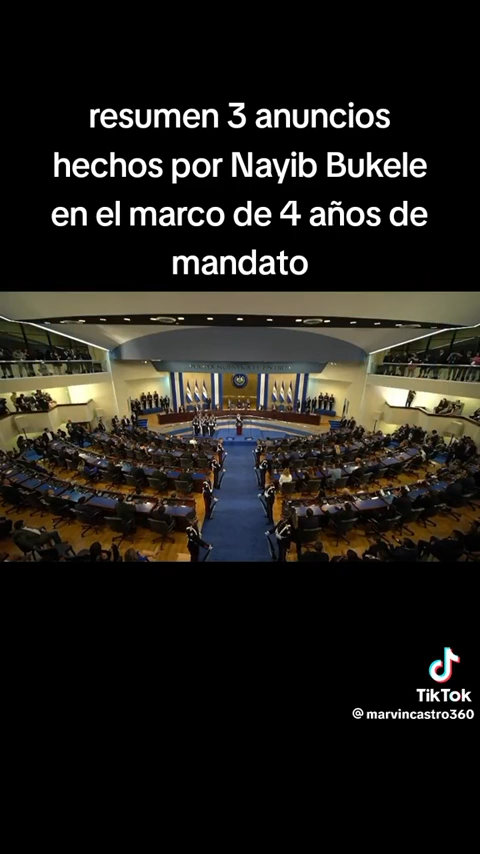 resumen 3 anuncios
hechos por Nayib Bukele
en el marco de 4 años de
mandato
TikTok
@ marvincastro360